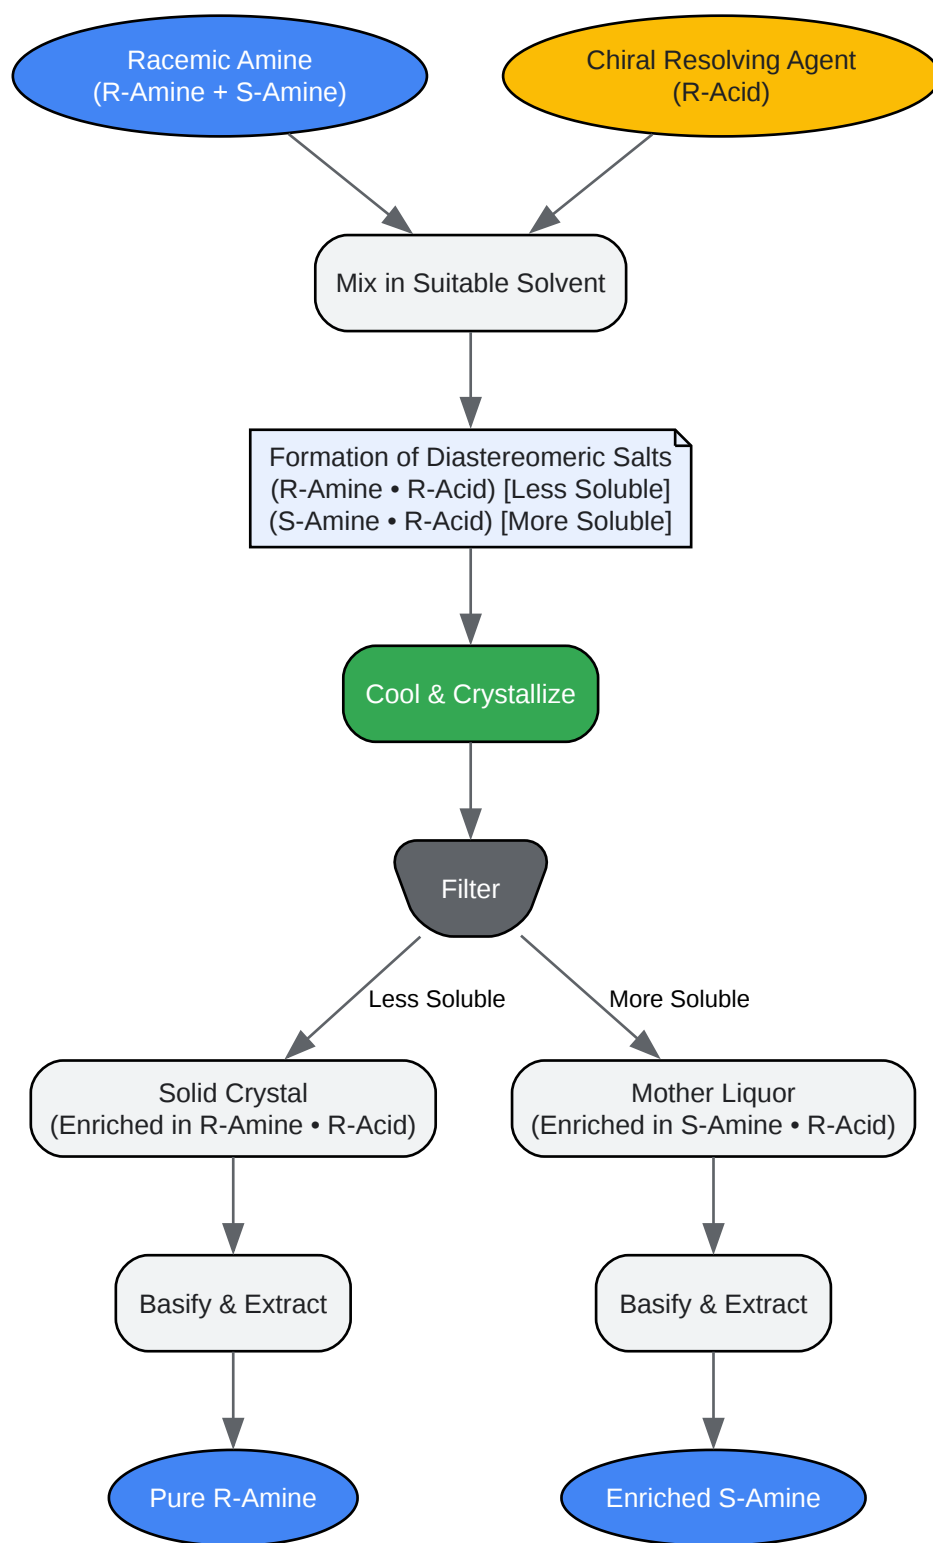 Racemic Amine
(R-Amine + S-Amine)
Chiral Resolving Agent
(R-Acid)
Mix in Suitable Solvent
Formation of Diastereomeric Salts
(R-Amine • R-Acid) [Less Soluble]
(S-Amine • R-Acid) [More Soluble]
Cool & Crystallize
Filter
Less Soluble
More Soluble
Solid Crystal
(Enriched in R-Amine • R-Acid)
Mother Liquor
(Enriched in S-Amine • R-Acid)
Basify & Extract
Basify & Extract
Pure R-Amine
Enriched S-Amine